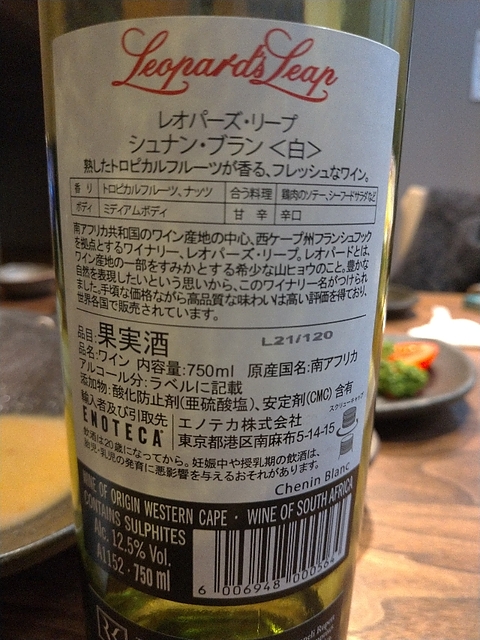 Leopard's Leap
レオパーズ・リープ
シュナン・ブラン＜白＞
熟したトロピカルフルーツが香る、フレッシュなワイン。
香り トロピカルフルーツ、ナッツ 合う料理 鶏肉のソテー、シーフードサラダなど
ボディ ミディアムボディ 甘辛 辛口
南アフリカ共和国のワイン産地の中心、西ケープ州フランシュフック
を拠点とするワイナリー、レオパーズ・リープ。レオパードとは、
ワイン産地の一部をすみかとする希少な山ヒョウのこと。豊かな
自然を表現したいという思いから、このワイナリー名がつけられ
ました。手頃な価格ながら高品質な味わいは高い評価を得ており、
世界各国で販売されています。
L21/120
品目:果実酒
品名:ワイン 内容量:750ml 原産国名:南アフリカ
アルコール分:ラベルに記載
添加物:酸化防止剤(亜硫酸塩)、安定剤(CMC)含有
輸入者及び引取先
ENOTECA
エノテカ株式会社
東京都港区南麻布5-14-15
スクリューキャップ
飲酒は20歳になってから。妊娠中や授乳期の飲酒は、
胎児・乳児の発育に悪影響を与えるおそれがあります。
Chenin Blanc
WINE OF ORIGIN WESTERN CAPE · WINE OF SOUTH AFRICA
CONTAINS SULPHITES
Alc. 12.5% Vol.
A1152 · 750 ml
6 006948 000564